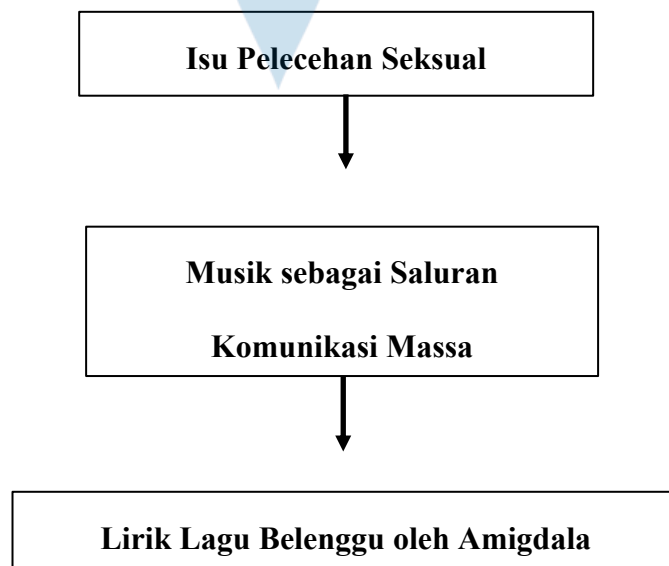 Isu Pelecehan Seksual
Musik sebagai Saluran
Komunikasi Massa
Lirik Lagu Belenggu oleh Amigdala